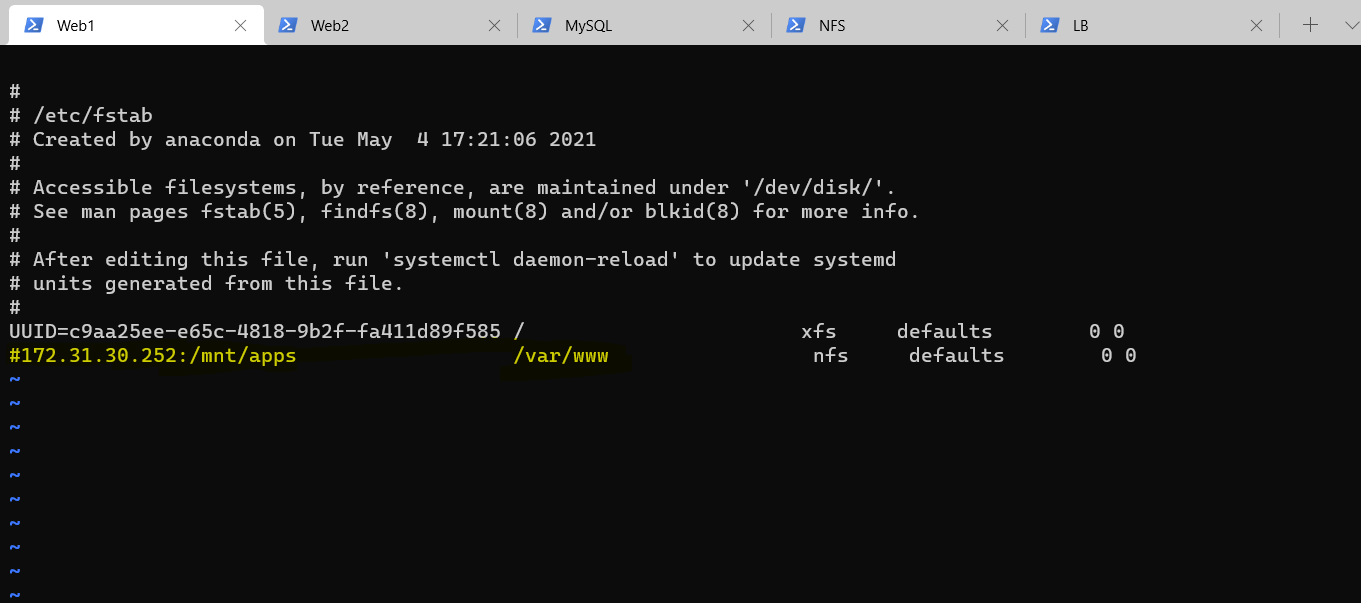 Web1 Web2 MySQL NFS LB
#
# /etc/fstab
# Created by anaconda on Tue May  4 17:21:06 2021
#
# Accessible filesystems, by reference, are maintained under '/dev/disk/'.
# See man pages fstab(5), findfs(8), mount(8) and/or blkid(8) for more info.
#
# After editing this file, run 'systemctl daemon-reload' to update systemd
# units generated from this file.
#
UUID=c9aa25ee-e65c-4818-9b2f-fa411d89f585 /                       xfs     defaults        0 0
#172.31.30.252:/mnt/apps                  /var/www                 nfs     defaults        0 0
~
~
~
~
~
~
~
~
~
~